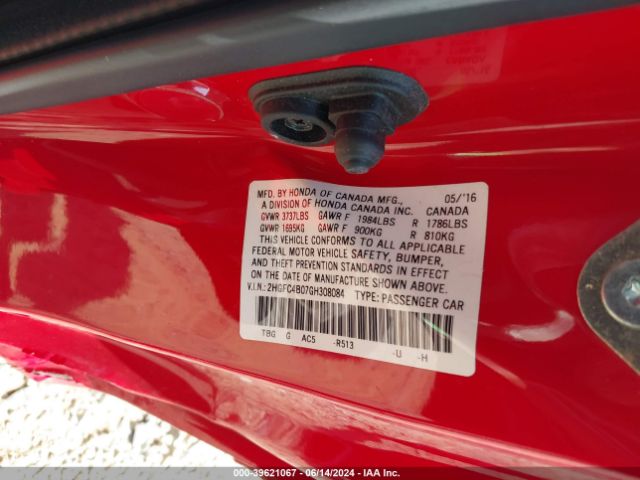 MFD. BY HONDA OF CANADA MFG., 05/'16
A DIVISION OF HONDA CANADA INC. CANADA
GVWR 3737LBS GAWR F 1984LBS R 1786LBS
GVWR 1695KG GAWR F 900KG R 810KG
THIS VEHICLE CONFORMS TO ALL APPLICABLE
FEDERAL MOTOR VEHICLE SAFETY, BUMPER,
AND THEFT PREVENTION STANDARDS IN EFFECT
ON THE DATE OF MANUFACTURE SHOWN ABOVE.
V.I.N.: 2HGFC4B07GH308084 TYPE: PASSENGER CAR
TBG G AC5 -R513 -U -H
000-39621067 - 06/14/2024 - IAA Inc.